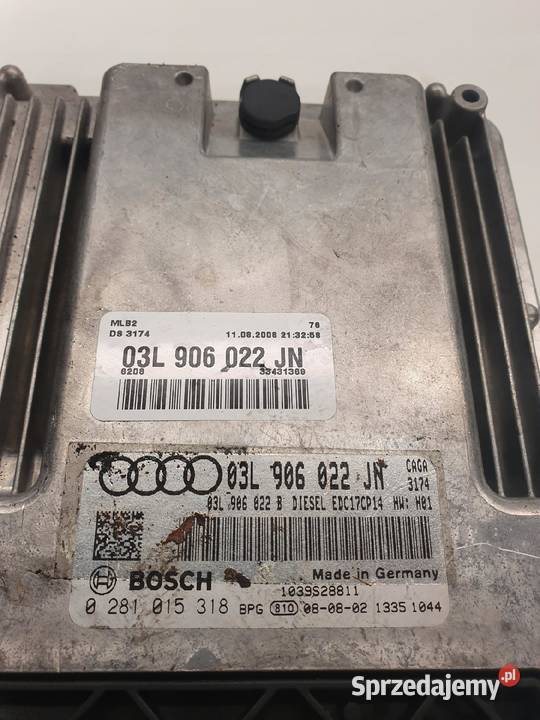 MLB2 76
DS 3174 11.08.2008 21:32:58
03L 906 022 JN
6208 33431369
03L 906 022 JN CAGA
3174
03L 906 022 B DIESEL EDC17CP14 HW: H01
BOSCH Made in Germany
1039S28811
0 281 015 318 BPG 810 08-08-02 1335 1044
Sprzedajemy.pl